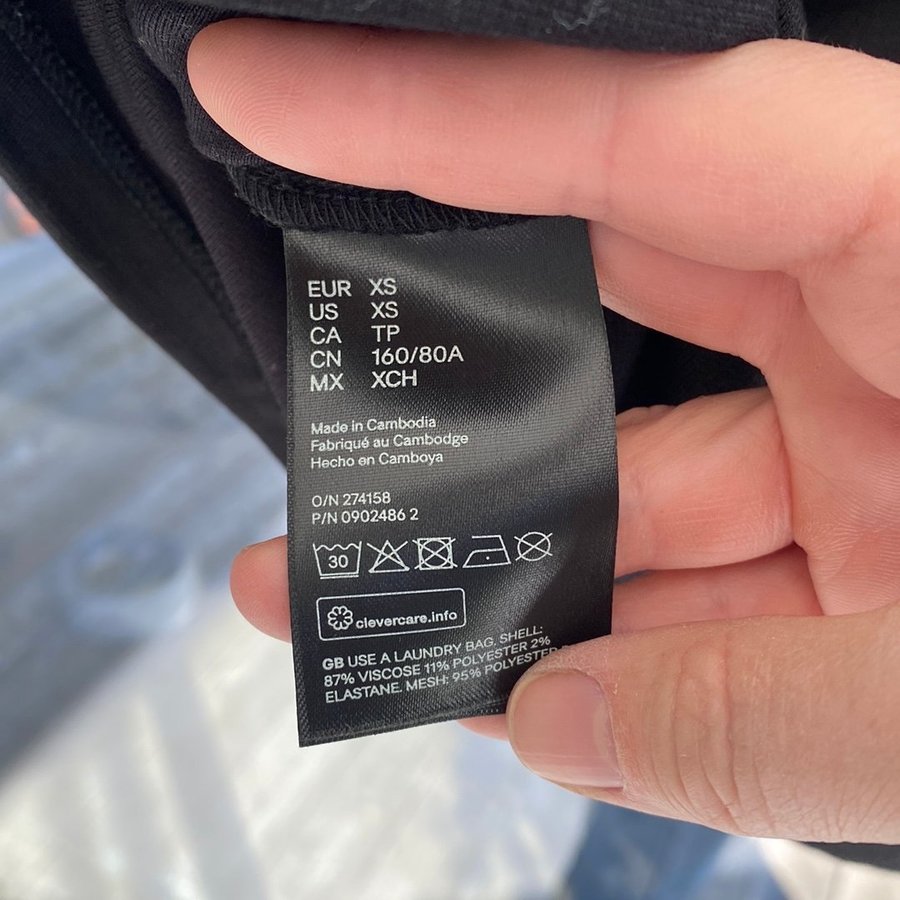 EUR XS
US XS
CA TP
CN 160/80A
MX XCH
Made in Cambodia
Fabriqué au Cambodge
Hecho en Camboya
O/N 274158
P/N 0902486 2
30
clevercare.info
GB USE A LAUNDRY BAG. SHELL:
87% VISCOSE 11% POLYESTER 2%
ELASTANE. MESH: 95% POLYESTER